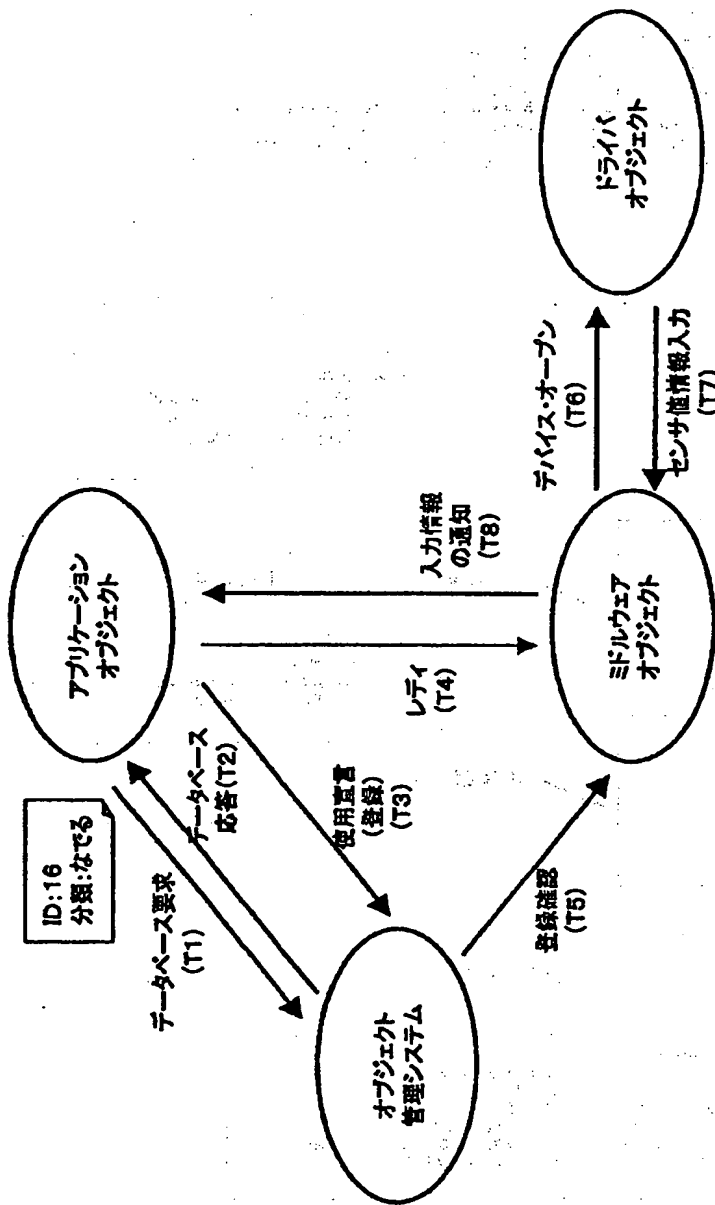 ID:16
分類:なでる
アプリケーション
オブジェクト
データベース要求
(T1)
データベース
応答(T2)
使用宣言
(登録)
(T3)
レディ
(T4)
入力情報
の通知
(T8)
オブジェクト
管理システム
登録確認
(T5)
ミドルウェア
オブジェクト
デバイス・オープン
(T6)
センサ値情報入力
(T7)
ドライバ
オブジェクト